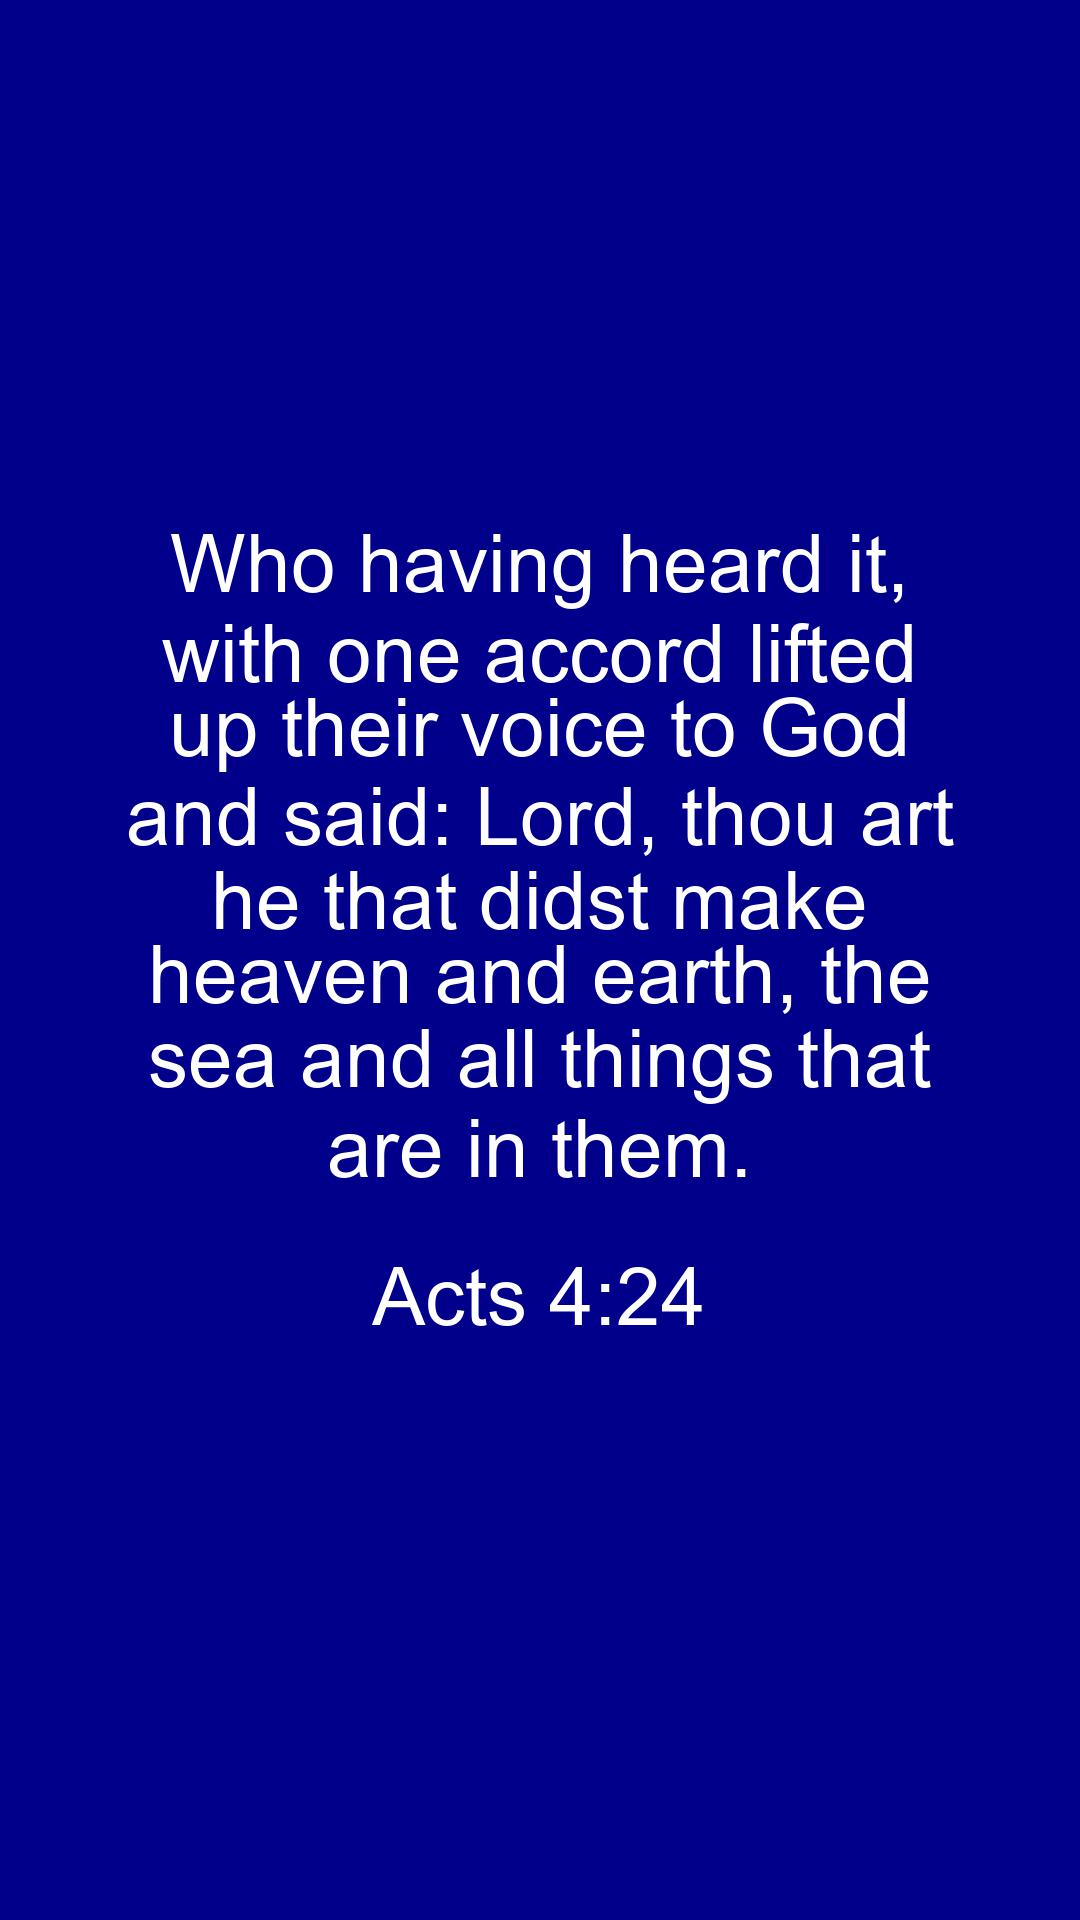 Who having heard it,
with one accord lifted
up their voice to God
and said: Lord, thou art
he that didst make
heaven and earth, the
sea and all things that
are in them.
Acts 4:24